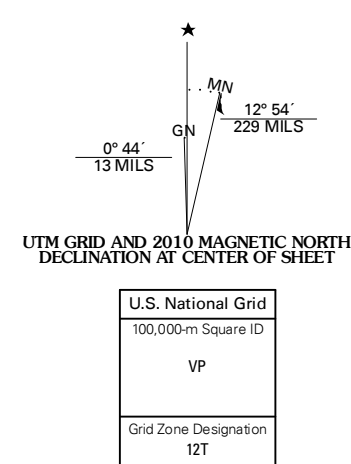 MN
12° 54´
229 MILS
GN
0° 44´
13 MILS
UTM GRID AND 2010 MAGNETIC NORTH
DECLINATION AT CENTER OF SHEET
U.S. National Grid
100,000-m Square ID
VP
Grid Zone Designation
12T